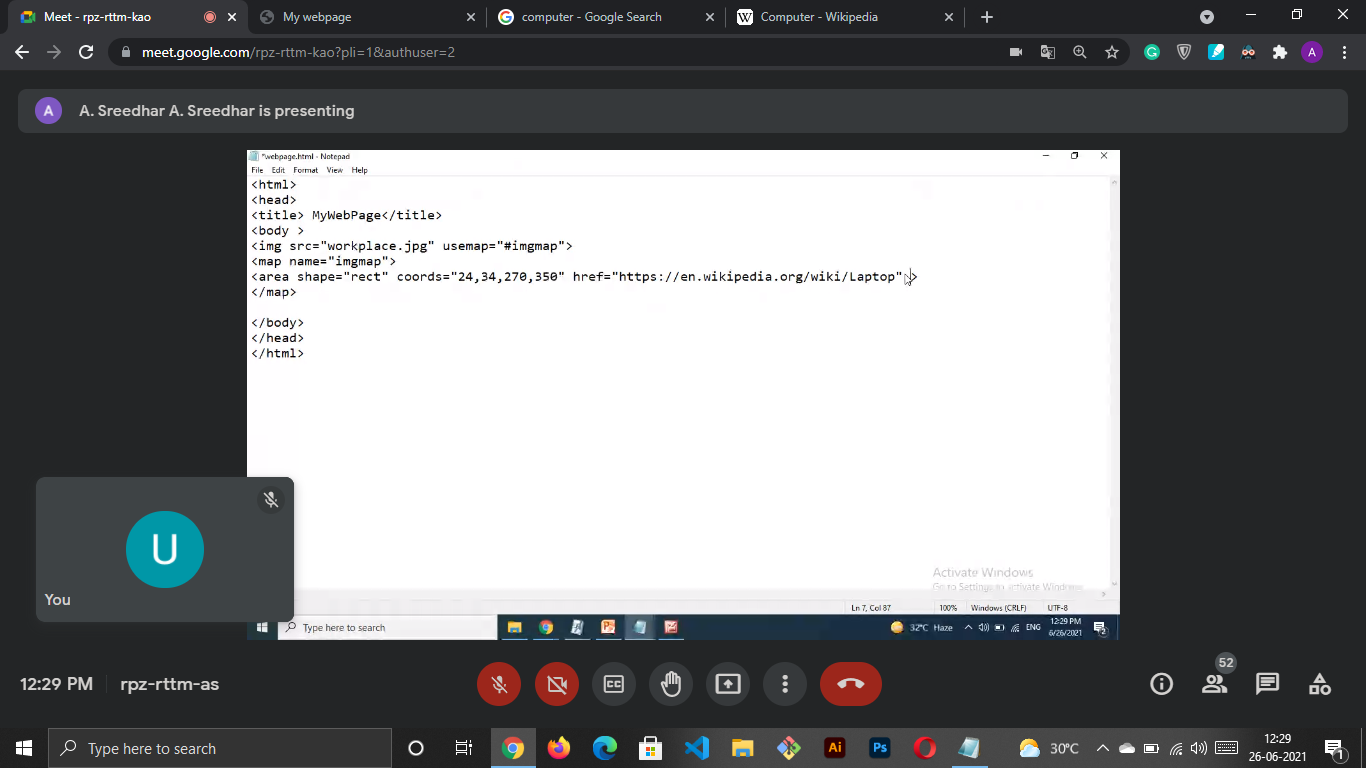 Meet - rpz-rttm-kao
My webpage
computer - Google Search
Computer - Wikipedia
meet.google.com/rpz-rttm-kao?pli=1&authuser=2
A
A
A. Sreedhar A. Sreedhar is presenting
*webpage.html - Notepad
File Edit Format View Help
<html>
<head>
<title> MyWebPage</title>
<body >
<img src="workplace.jpg" usemap="#imgmap">
<map name="imgmap">
<area shape="rect" coords="24,34,270,350" href="https://en.wikipedia.org/wiki/Laptop" >
</map>
</body>
</head>
</html>
U
You
Activate Windows
Go to Settings to activate Windows.
Ln 7, Col 87 100% Windows (CRLF) UTF-8
Type here to search
32°C Haze ENG 12:29 PM
6/26/2021
2
12:29 PM rpz-rttm-as
CC
52
Type here to search
Ai
Ps
30°C
12:29
26-06-2021
1